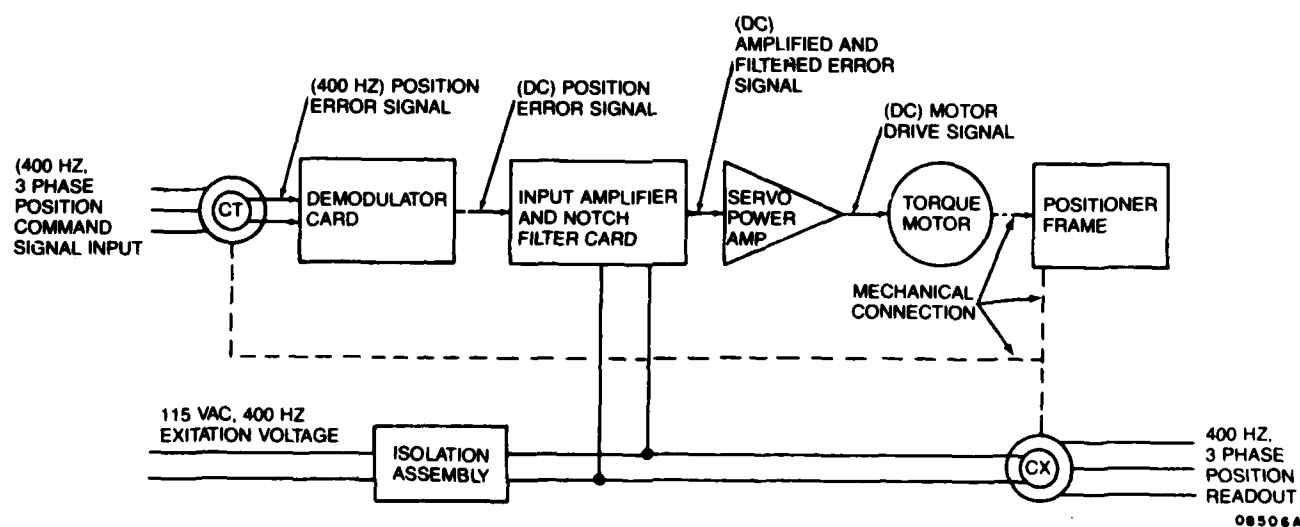 (DC)
AMPLIFIED AND
FILTERED ERROR
SIGNAL
(400 HZ) POSITION
ERROR SIGNAL
(DC) POSITION
ERROR SIGNAL
(DC) MOTOR
DRIVE SIGNAL
(400 HZ,
3 PHASE
POSITION
COMMAND
SIGNAL INPUT
CT
DEMODULATOR
CARD
INPUT AMPLIFIER
AND NOTCH
FILTER CARD
SERVO
POWER
AMP
TORQUE
MOTOR
POSITIONER
FRAME
MECHANICAL
CONNECTION
115 VAC, 400 HZ
EXITATION VOLTAGE
ISOLATION
ASSEMBLY
CX
400 HZ,
3 PHASE
POSITION
READOUT
08506A